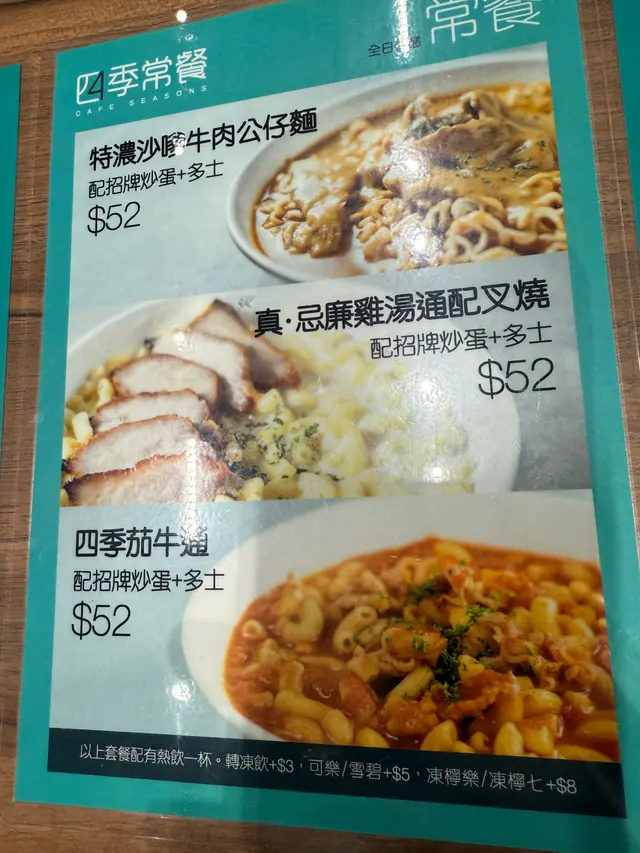 四季常餐
CAFE SEASONS
全日
常餐
特濃沙嗲牛肉公仔麵
配招牌炒蛋+多士
$52
真·忌廉雞湯通配叉燒
配招牌炒蛋+多士
$52
四季茄牛通
配招牌炒蛋+多士
$52
以上套餐配有熱飲一杯。轉凍飲+$3，可樂/雪碧+$5，凍檸樂/凍檸七+$8